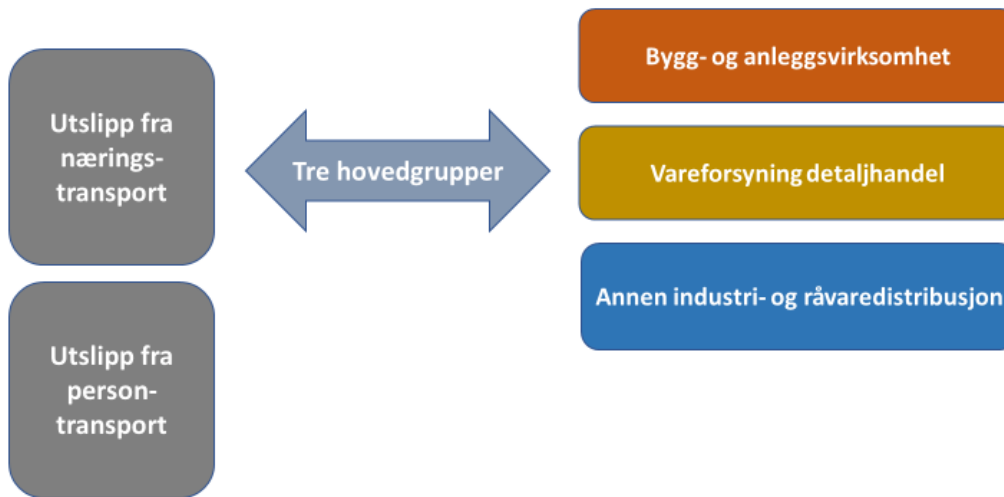 Utslipp fra
nærings-
transport
Tre hovedgrupper
Bygg- og anleggsvirksomhet
Vareforsyning detaljhandel
Annen industri- og råvaredistribusjon
Utslipp fra
person-
transport